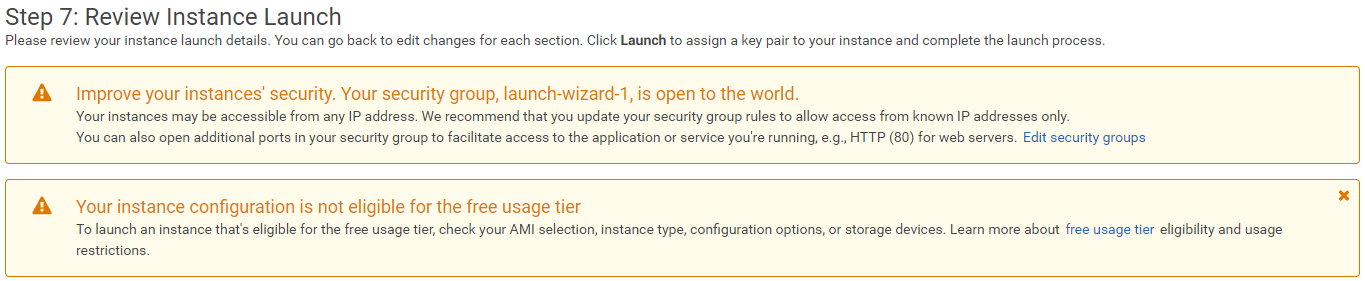 Step 7: Review Instance Launch
Please review your instance launch details. You can go back to edit changes for each section. Click Launch to assign a key pair to your instance and complete the launch process.
Improve your instances' security. Your security group, launch-wizard-1, is open to the world.
Your instances may be accessible from any IP address. We recommend that you update your security group rules to allow access from known IP addresses only.
You can also open additional ports in your security group to facilitate access to the application or service you're running, e.g., HTTP (80) for web servers. Edit security groups
Your instance configuration is not eligible for the free usage tier
To launch an instance that's eligible for the free usage tier, check your AMI selection, instance type, configuration options, or storage devices. Learn more about free usage tier eligibility and usage
restrictions.